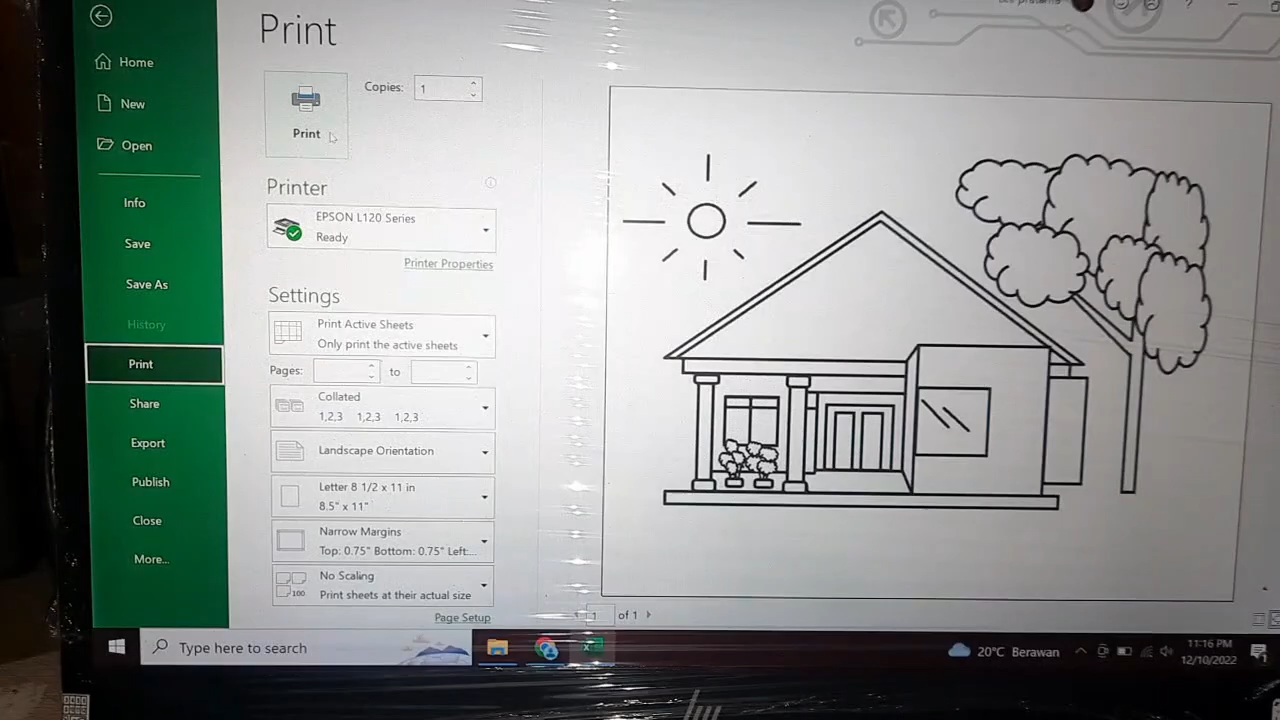 Print
Home
New
Open
Info
Save
Save As
History
Print
Share
Export
Publish
Close
More...
Print
Copies: 1
Printer
EPSON L120 Series
Ready
Printer Properties
Settings
Print Active Sheets
Only print the active sheets
Pages: to
Collated
1,2,3 1,2,3 1,2,3
Landscape Orientation
Letter 8 1/2 x 11 in
8.5" x 11"
Narrow Margins
Top: 0.75" Bottom: 0.75" Left:...
No Scaling
100
Print sheets at their actual size
Page Setup
1 of 1
Type here to search
20°C Berawan
11:16 PM
12/10/2022
1
hp